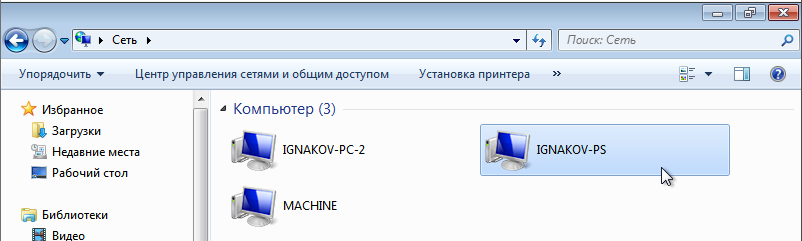 Сеть
Поиск: Сеть
Упорядочить
Центр управления сетями и общим доступом
Установка принтера
»
Избранное
Загрузки
Недавние места
Рабочий стол
Библиотеки
Видео
Компьютер (3)
IGNAKOV-PC-2
IGNAKOV-PS
MACHINE